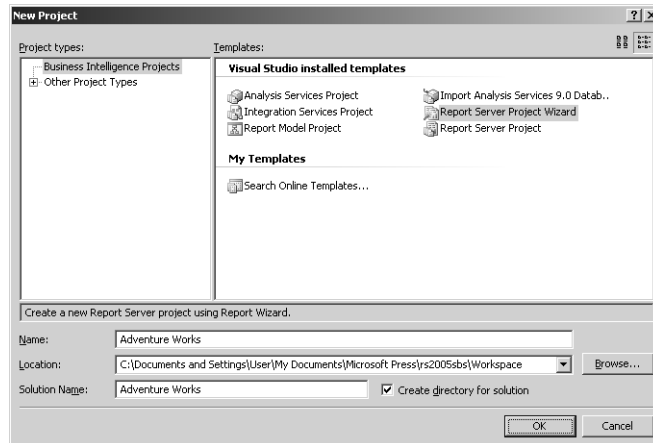 New Project
Project types:
Templates:
Business Intelligence Projects
Other Project Types
Visual Studio installed templates
Analysis Services Project
Import Analysis Services 9.0 Datab..
Integration Services Project
Report Server Project Wizard
Report Model Project
Report Server Project
My Templates
Search Online Templates...
Create a new Report Server project using Report Wizard.
Name:
Adventure Works
Location:
C:\Documents and Settings\User\My Documents\Microsoft Press\rs2005sbs\Workspace
Browse...
Solution Name:
Adventure Works
Create directory for solution
OK
Cancel